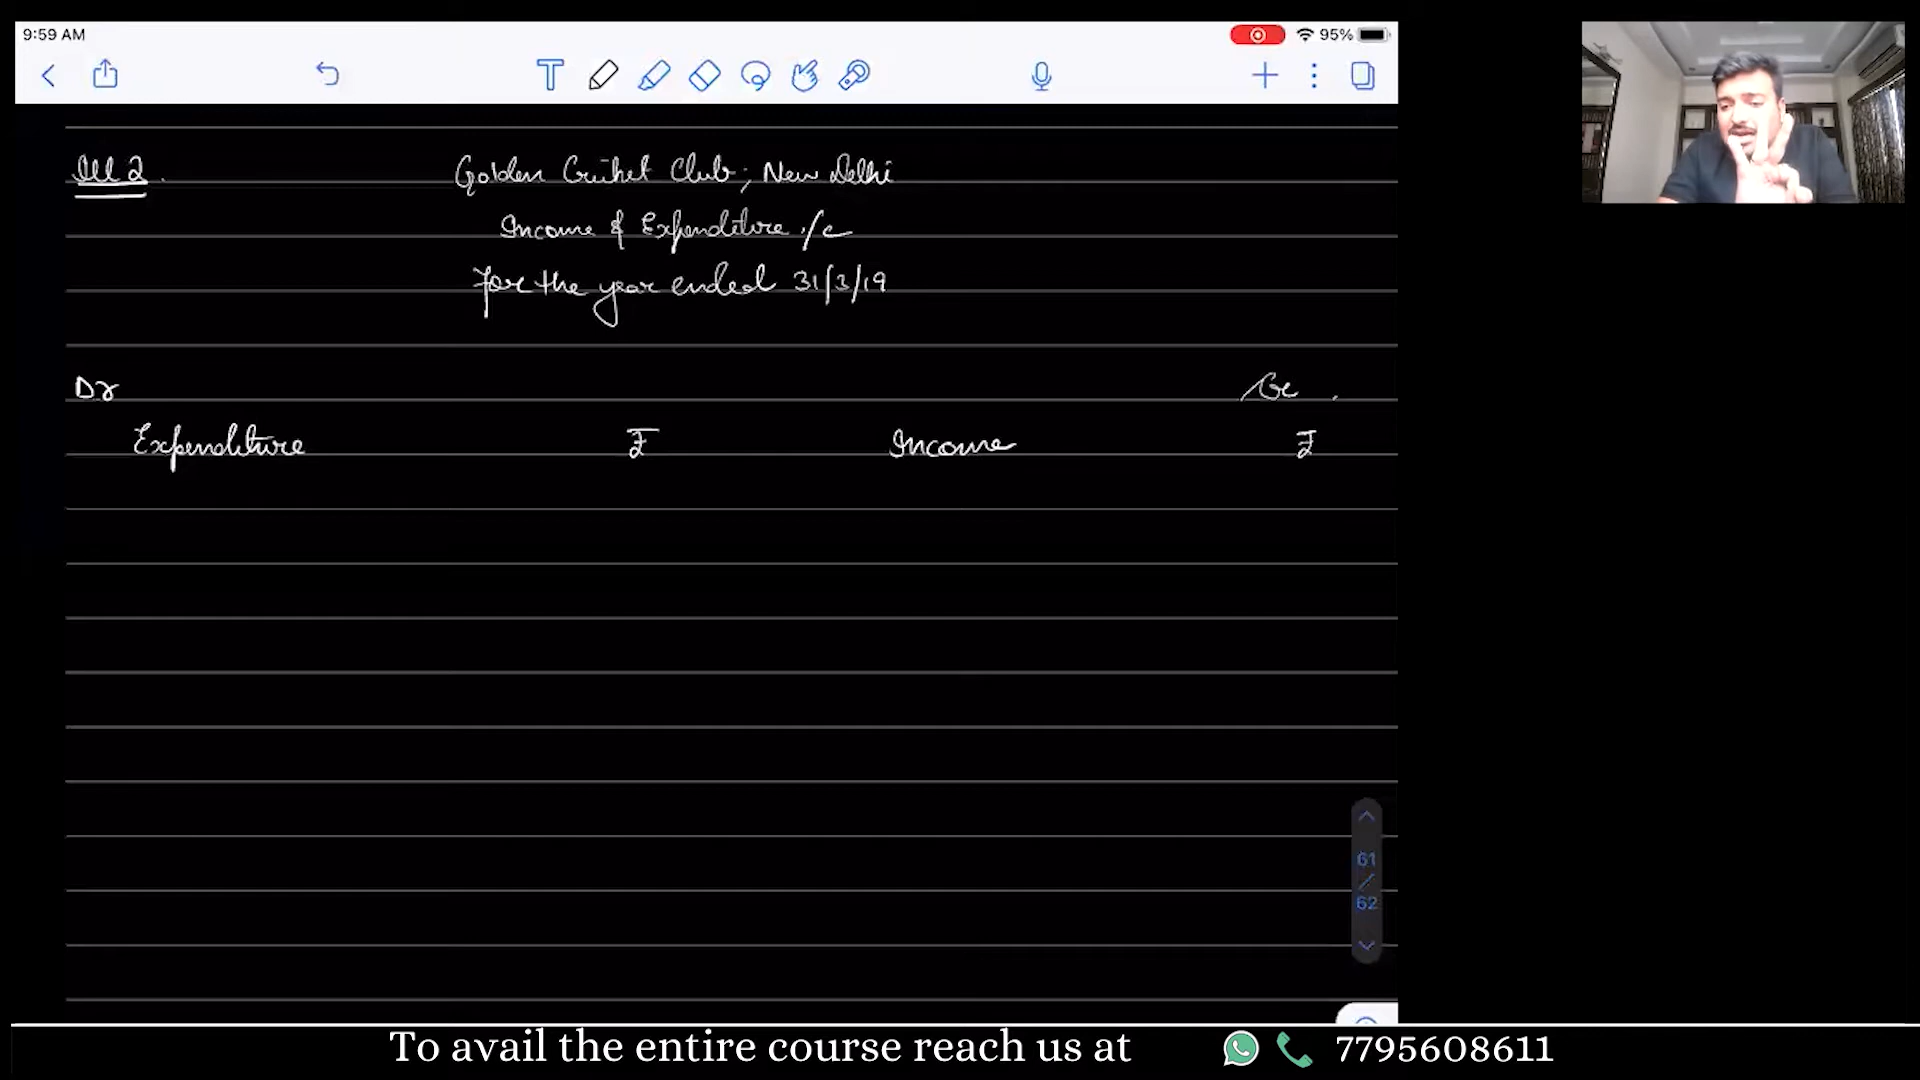 9:59 AM
95%
Ill 2.
Golden Cricket Club; New Delhi
Income & Expenditure a/c
for the year ended 31/3/19
Dr
Cr.
Expenditure ₹ Income ₹
61
/
62
To avail the entire course reach us at 7795608611